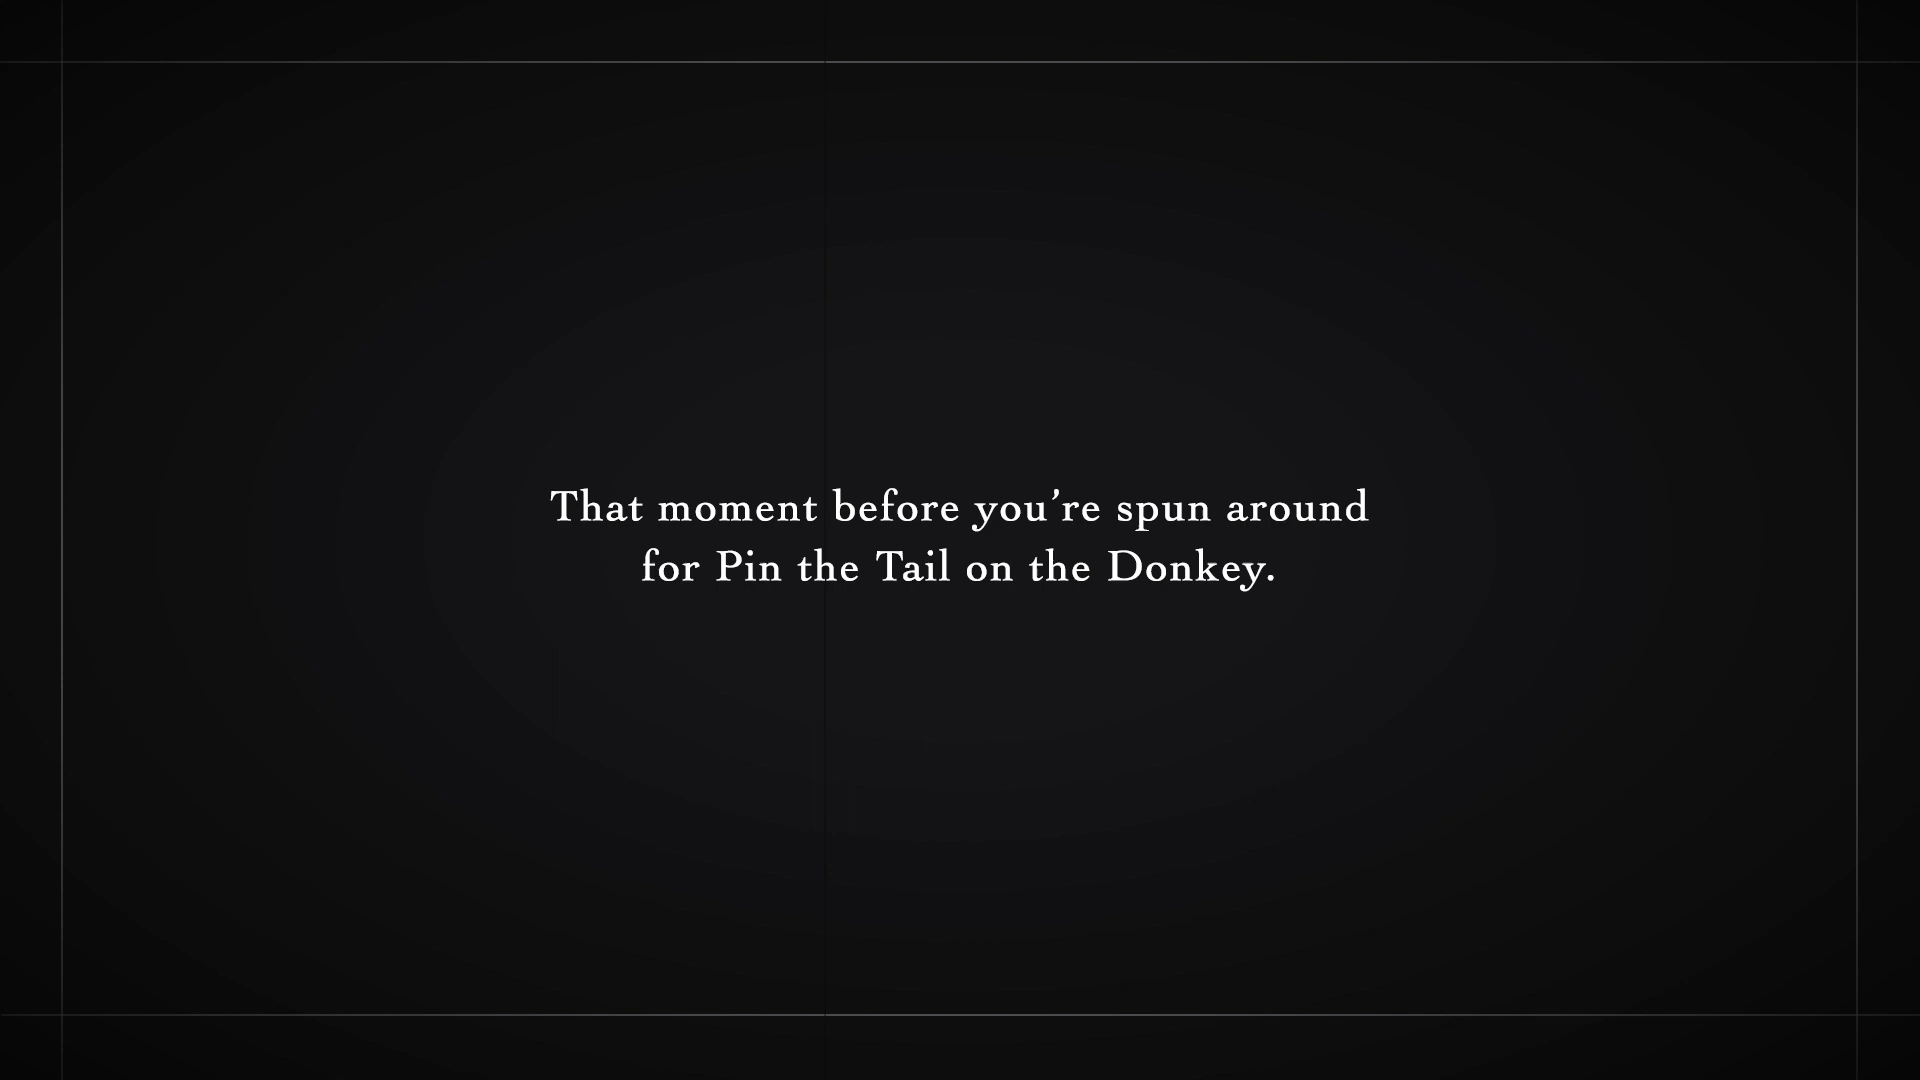 That moment before you’re spun around
for Pin the Tail on the Donkey.